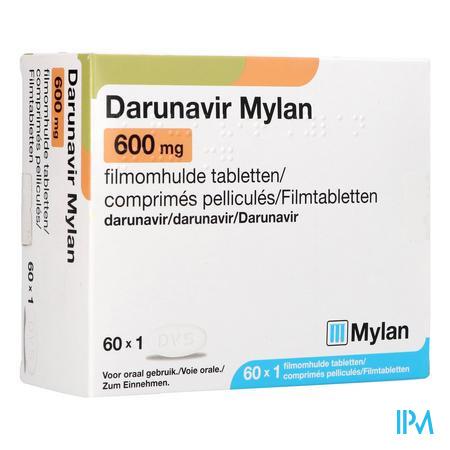 Darunavir Mylan
600 mg
filmomhulde tabletten/
comprimés pelliculés/Filmtabletten
darunavir/darunavir/Darunavir
60 x 1
DV5
Mylan
Voor oraal gebruik./Voie orale./
Zum Einnehmen.
60 x 1 filmomhulde tabletten/
comprimés pelliculés/Filmtabletten
Darunavir Mylan
600 mg
filmomhulde tabletten/
comprimés pelliculés/
Filmtabletten
60 x 1
IPM